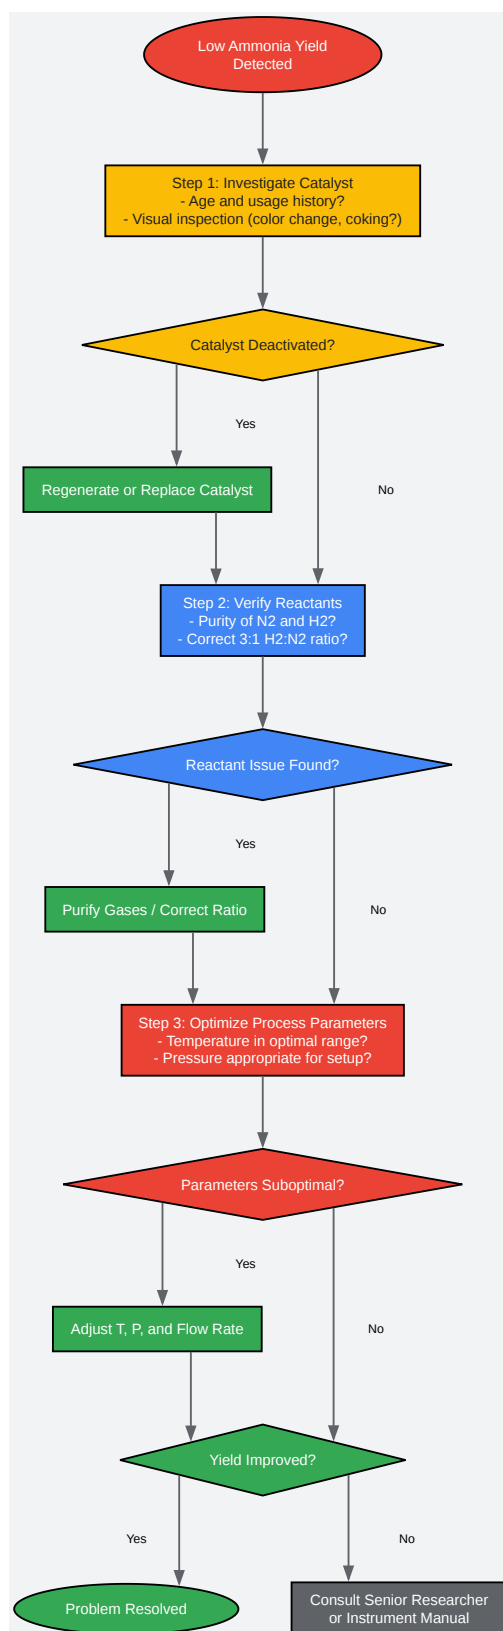 Low Ammonia Yield
Detected
Step 1: Investigate Catalyst
- Age and usage history?
- Visual inspection (color change, coking?)
Catalyst Deactivated?
Yes
Regenerate or Replace Catalyst
No
Step 2: Verify Reactants
- Purity of N2 and H2?
- Correct 3:1 H2:N2 ratio?
Reactant Issue Found?
Yes
Purify Gases / Correct Ratio
No
Step 3: Optimize Process Parameters
- Temperature in optimal range?
- Pressure appropriate for setup?
Parameters Suboptimal?
Yes
Adjust T, P, and Flow Rate
No
Yield Improved?
Yes
No
Problem Resolved
Consult Senior Researcher
or Instrument Manual